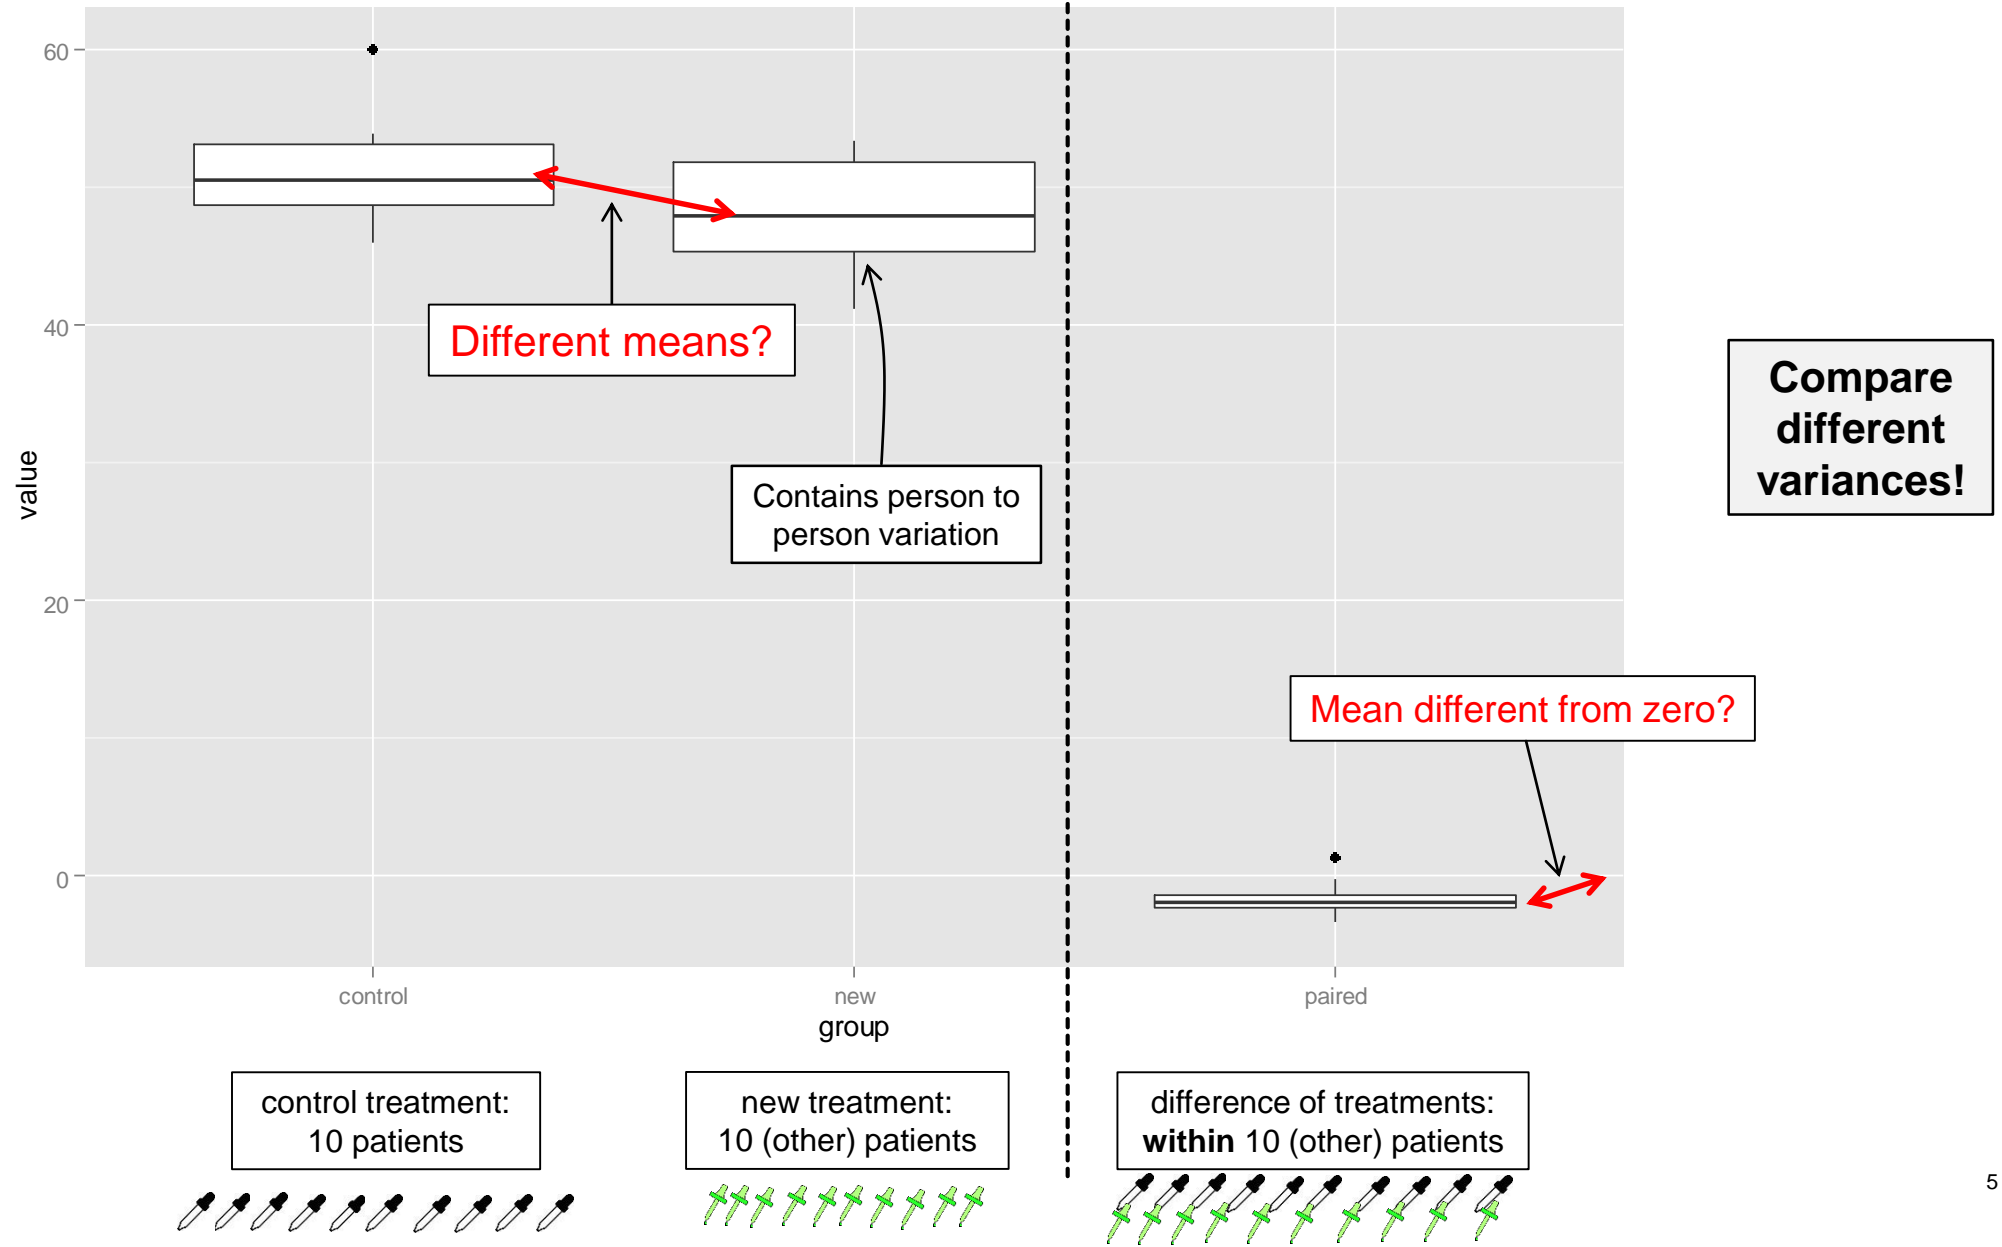 60
40
20
0
value
Different means?
Contains person to
person variation
Compare
different
variances!
Mean different from zero?
control
new
paired
group
control treatment:
10 patients
new treatment:
10 (other) patients
difference of treatments:
within 10 (other) patients
5